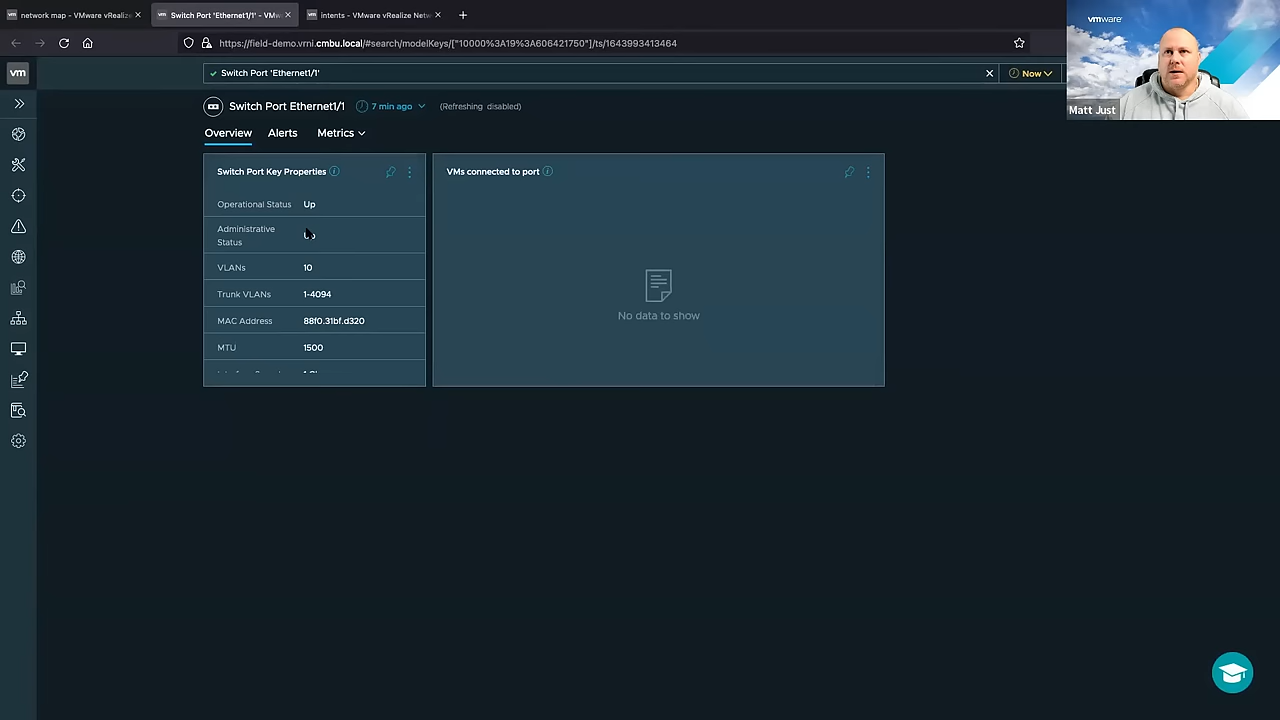 network map - VMware vRealize
Switch Port 'Ethernet1/1' - VMw
intents - VMware vRealize Netw
https://field-demo.vrni.cmbu.local/#search/modelKeys/["10000%3A19%3A606421750"]/ts/1643993413464
vmware
Matt Just
vm
Switch Port 'Ethernet1/1'
Now
Switch Port Ethernet1/1
7 min ago
(Refreshing disabled)
Overview
Alerts
Metrics
Switch Port Key Properties
Operational Status Up
Administrative Status
VLANs 10
Trunk VLANs 1-4094
MAC Address 88f0.31bf.d320
MTU 1500
VMs connected to port
No data to show